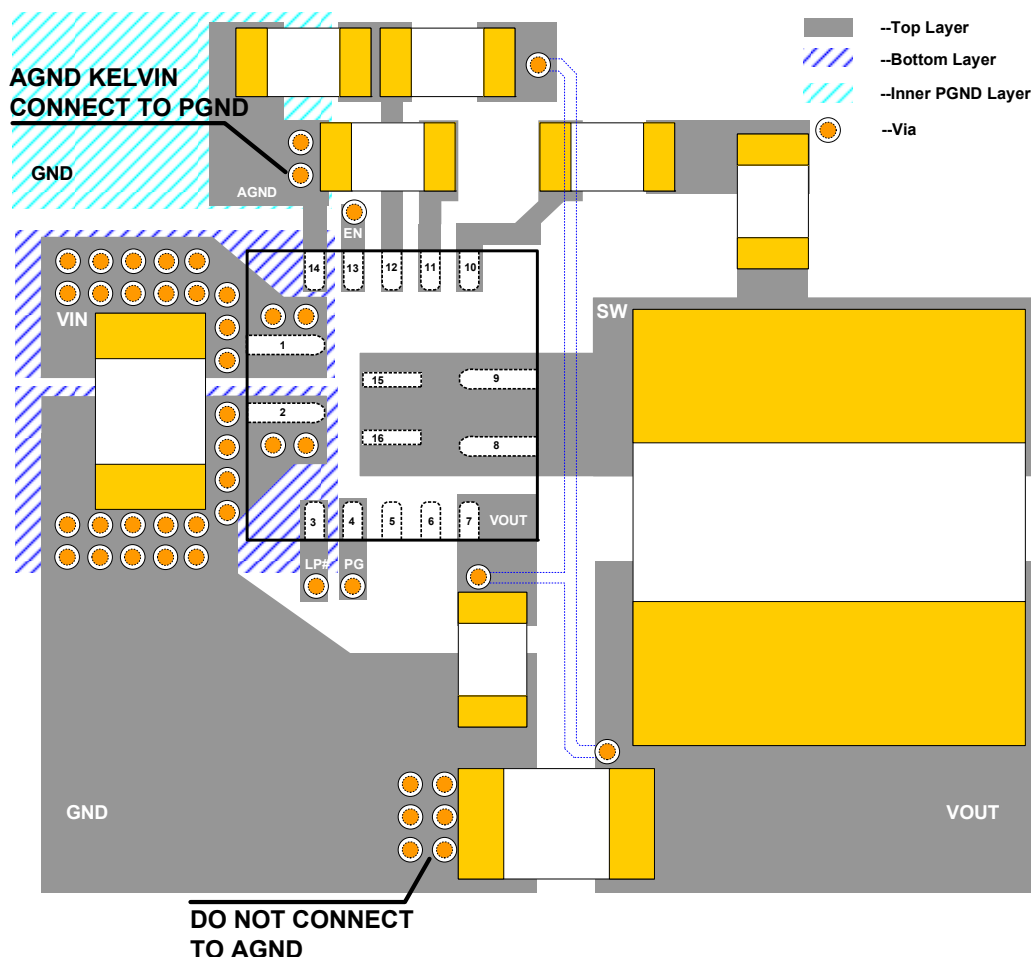 --Top Layer
--Bottom Layer
--Inner PGND Layer
--Via
AGND KELVIN
CONNECT TO PGND
GND
AGND
EN
14
13
12
11
10
VIN
SW
1
15
9
2
16
8
3
4
5
6
7
VOUT
LP#
PG
GND
VOUT
DO NOT CONNECT
TO AGND